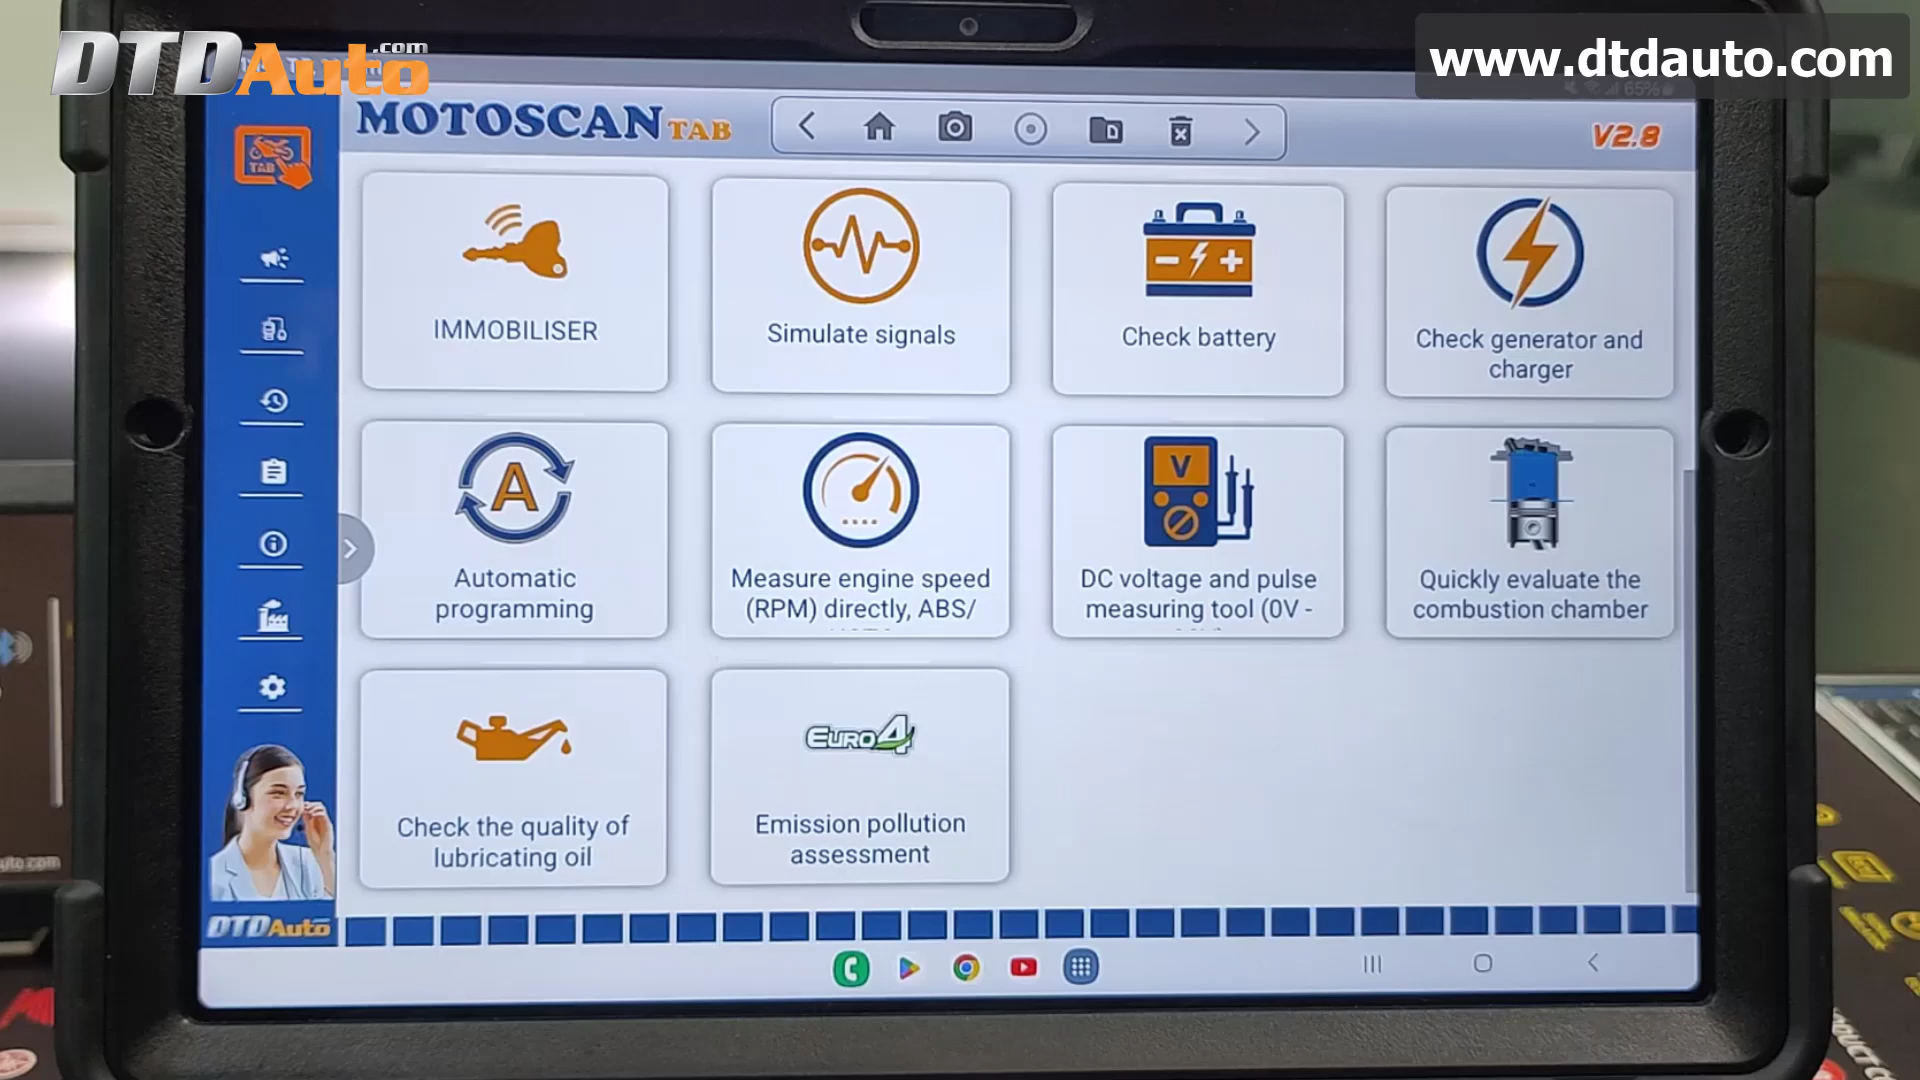 DTDAuto.com
www.dtdauto.com
65%
MOTOSCAN TAB
V2.8
TAB
IMMOBILISER
Simulate signals
Check battery
Check generator and
charger
A
V
Automatic
programming
Measure engine speed
(RPM) directly, ABS/
DC voltage and pulse
measuring tool (0V -
Quickly evaluate the
combustion chamber
EURO4
Check the quality of
lubricating oil
Emission pollution
assessment
DTDAuto